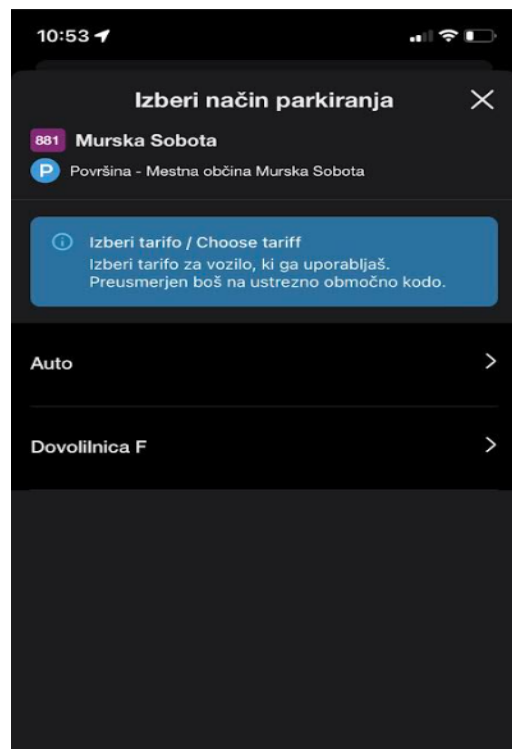 10:53
Izberi način parkiranja
881 Murska Sobota
P Površina - Mestna občina Murska Sobota
Izberi tarifo / Choose tariff
Izberi tarifo za vozilo, ki ga uporabljaš.
Preusmerjen boš na ustrezno območno kodo.
Auto
Dovolilnica F